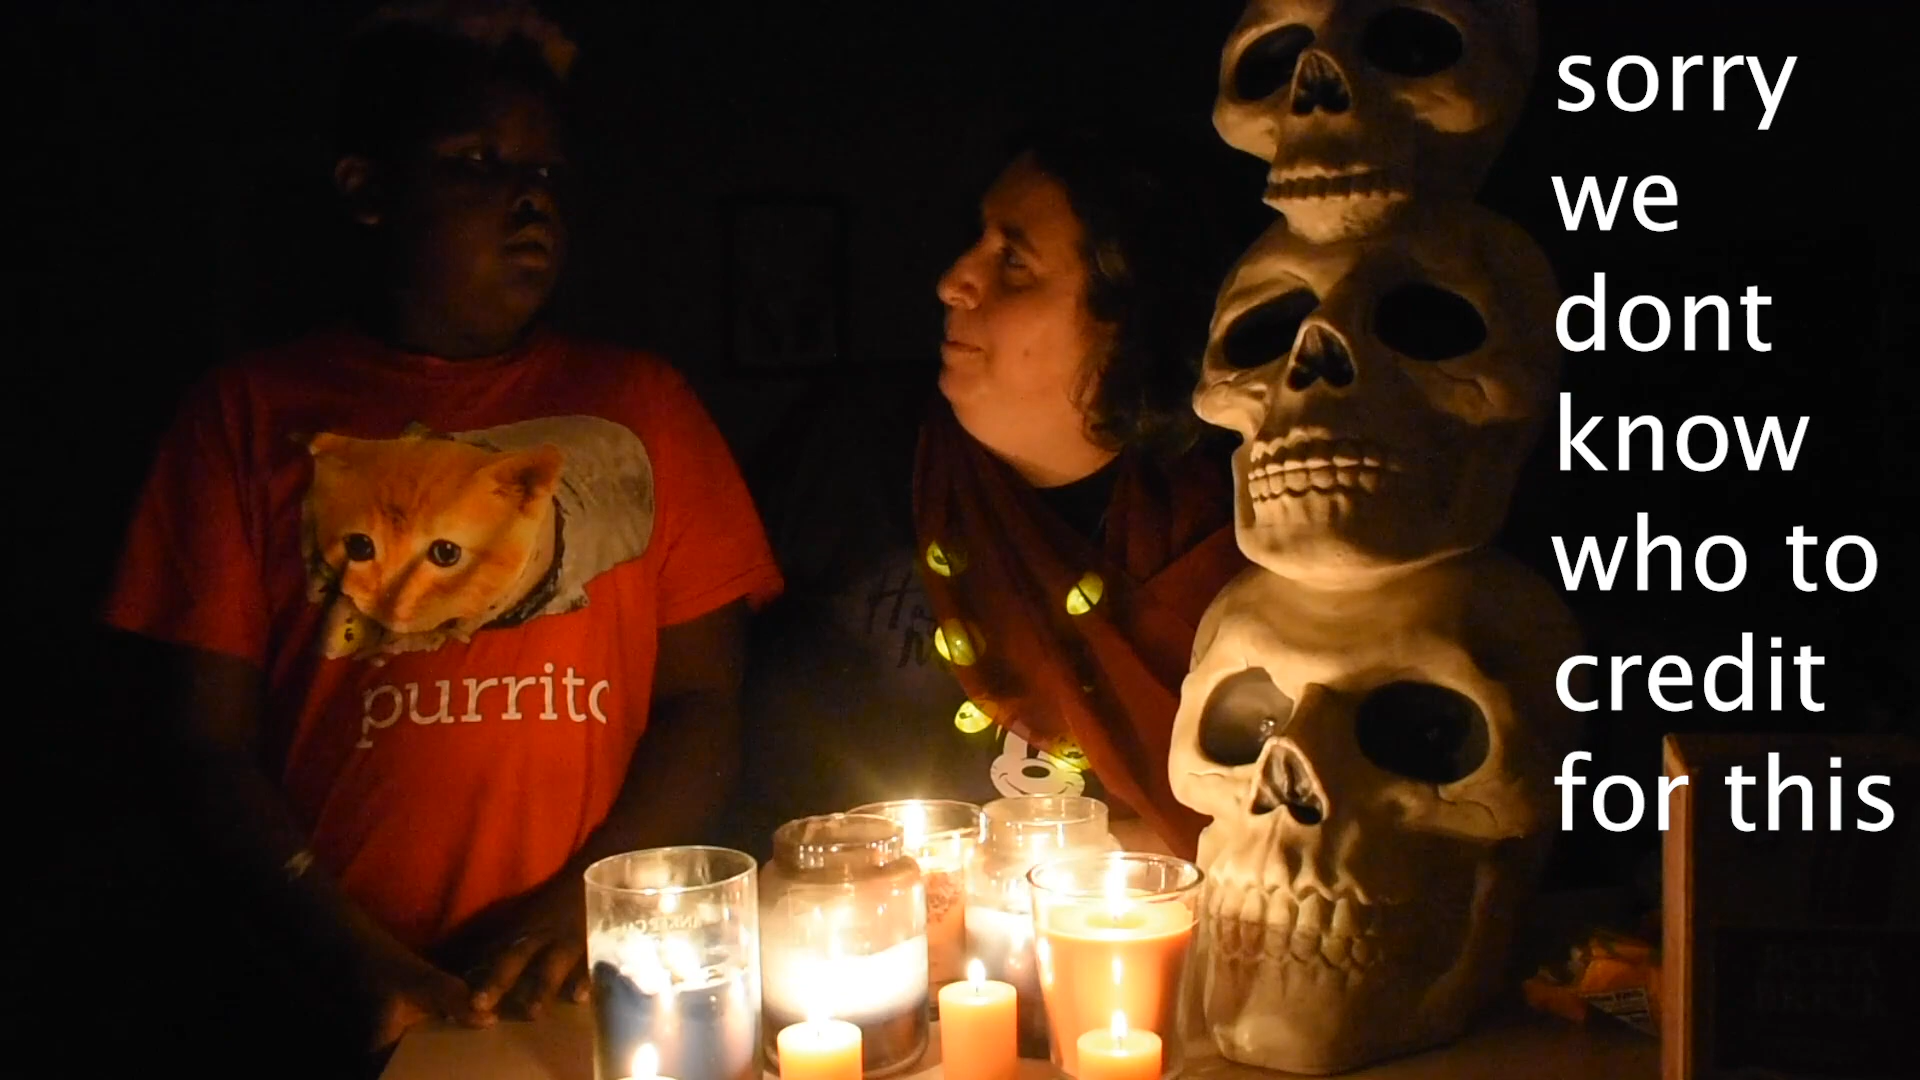 sorry
we
dont
know
who to
credit
for this
purrito